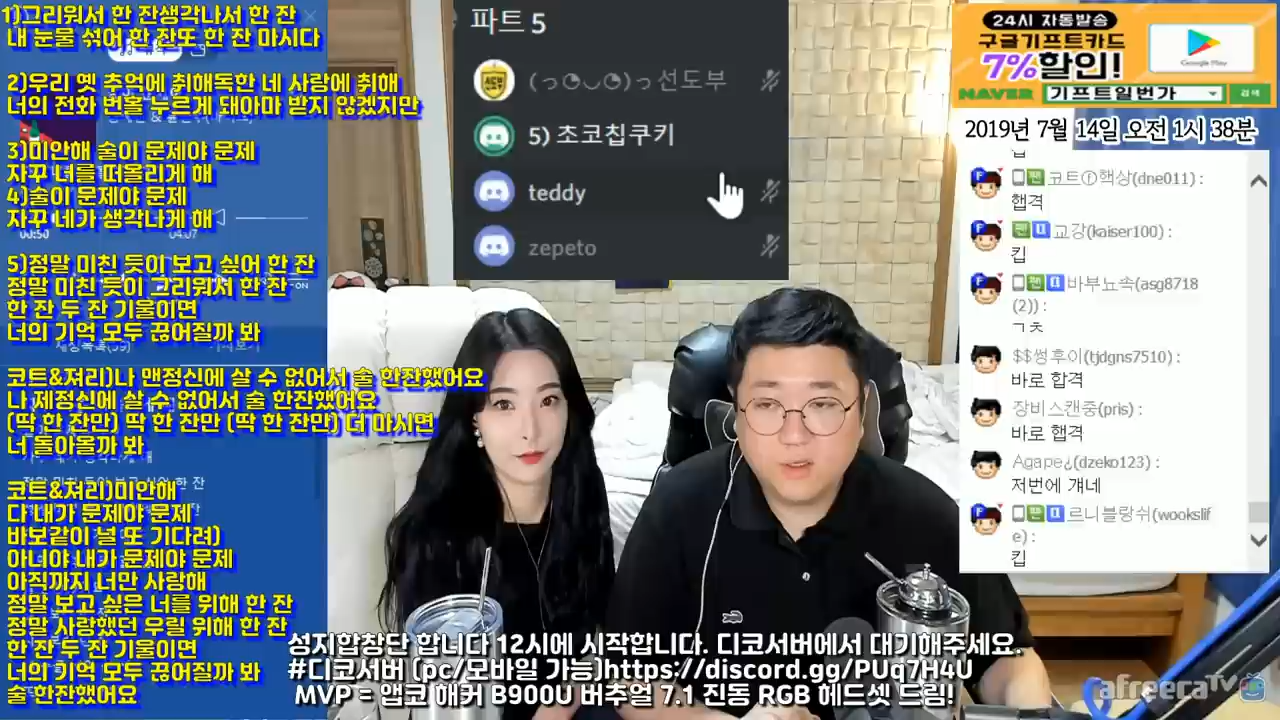 1)그리워서 한 잔생각나서 한 잔
내 눈물 섞어 한 잔또 한 잔 마시다
2)우리 옛 추억에 취해독한 네 사랑에 취해
너의 전화 번홀 누르게 돼아마 받지 않겠지만
3)미안해 술이 문제야 문제
자꾸 너를 떠올리게 해
4)술이 문제야 문제
자꾸 네가 생각나게 해
00:50
04:07
5)정말 미친 듯이 보고 싶어 한 잔
정말 미친 듯이 그리워서 한 잔
한 잔 두 잔 기울이면
너의 기억 모두 끊어질까 봐
코트&져리)나 맨정신에 살 수 없어서 술 한잔했어요
나 제정신에 살 수 없어서 술 한잔했어요
(딱 한 잔만) 딱 한 잔만 (딱 한 잔만) 더 마시면
너 돌아올까 봐
코트&져리)미안해
다 내가 문제야 문제
바보같이 널 또 기다려)
아니야 내가 문제야 문제
아직까지 너만 사랑해
정말 보고 싶은 너를 위해 한 잔
정말 사랑했던 우릴 위해 한 잔
한 잔 두 잔 기울이면
너의 기억 모두 끊어질까 봐
술 한잔했어요
파트 5
(っ◔◡◔)っ선도부
5) 초코칩쿠키
teddy
zepeto
24시 자동발송
구글기프트카드
7%할인!
Google Play
NAVER 기프트일번가 검색
2019년 7월 14일 오전 1시 38분
코트ⓕ핵상(dne011) :
햅격
교강(kaiser100) :
킵
바부뇨속(asg8718
(2)) :
ㄱㅊ
$$썽후이(tjdgns7510) :
바로 합격
장비스캔중(pris) :
바로 햅격
Agape¿(dzeko123) :
저번에 걔네
르니블랑쉬(wookslif
e) :
킵
성지합창단 합니다 12시에 시작합니다. 디코서버에서 대기해주세요.
#디코서버 (pc/모바일 가능)https://discord.gg/PUq7H4U
MVP = 앱코 해커 B900U 버추얼 7.1 진동 RGB 헤드셋 드림!
afreecaTV